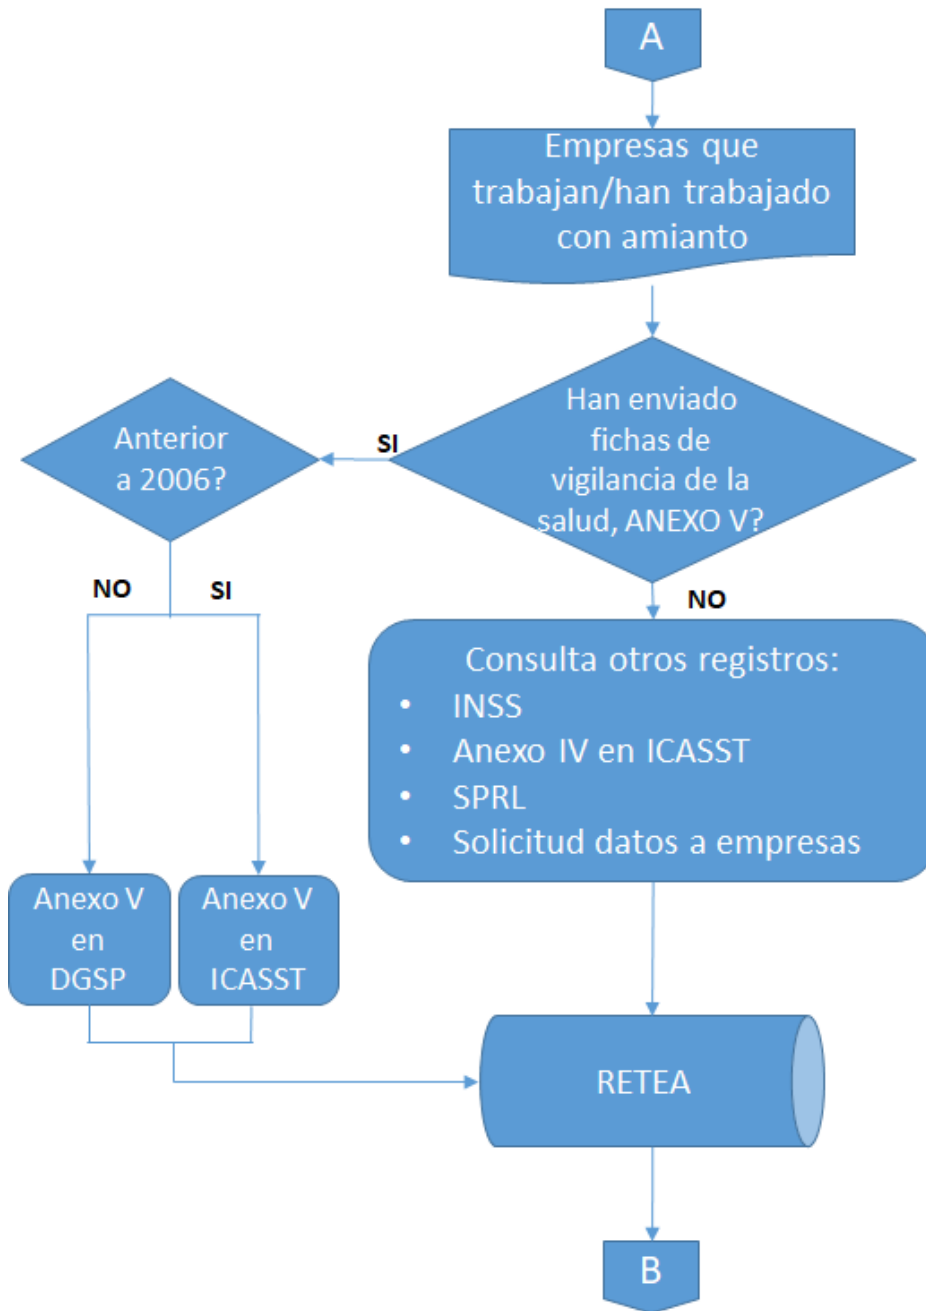 A
Empresas que
trabajan/han trabajado
con amianto
Han enviado
fichas de
vigilancia de la
salud, ANEXO V?
SI
Anterior
a 2006?
NO
SI
NO
Consulta otros registros:
• INSS
• Anexo IV en ICASST
• SPRL
• Solicitud datos a empresas
Anexo V
en
DGSP
Anexo V
en
ICASST
RETEA
B